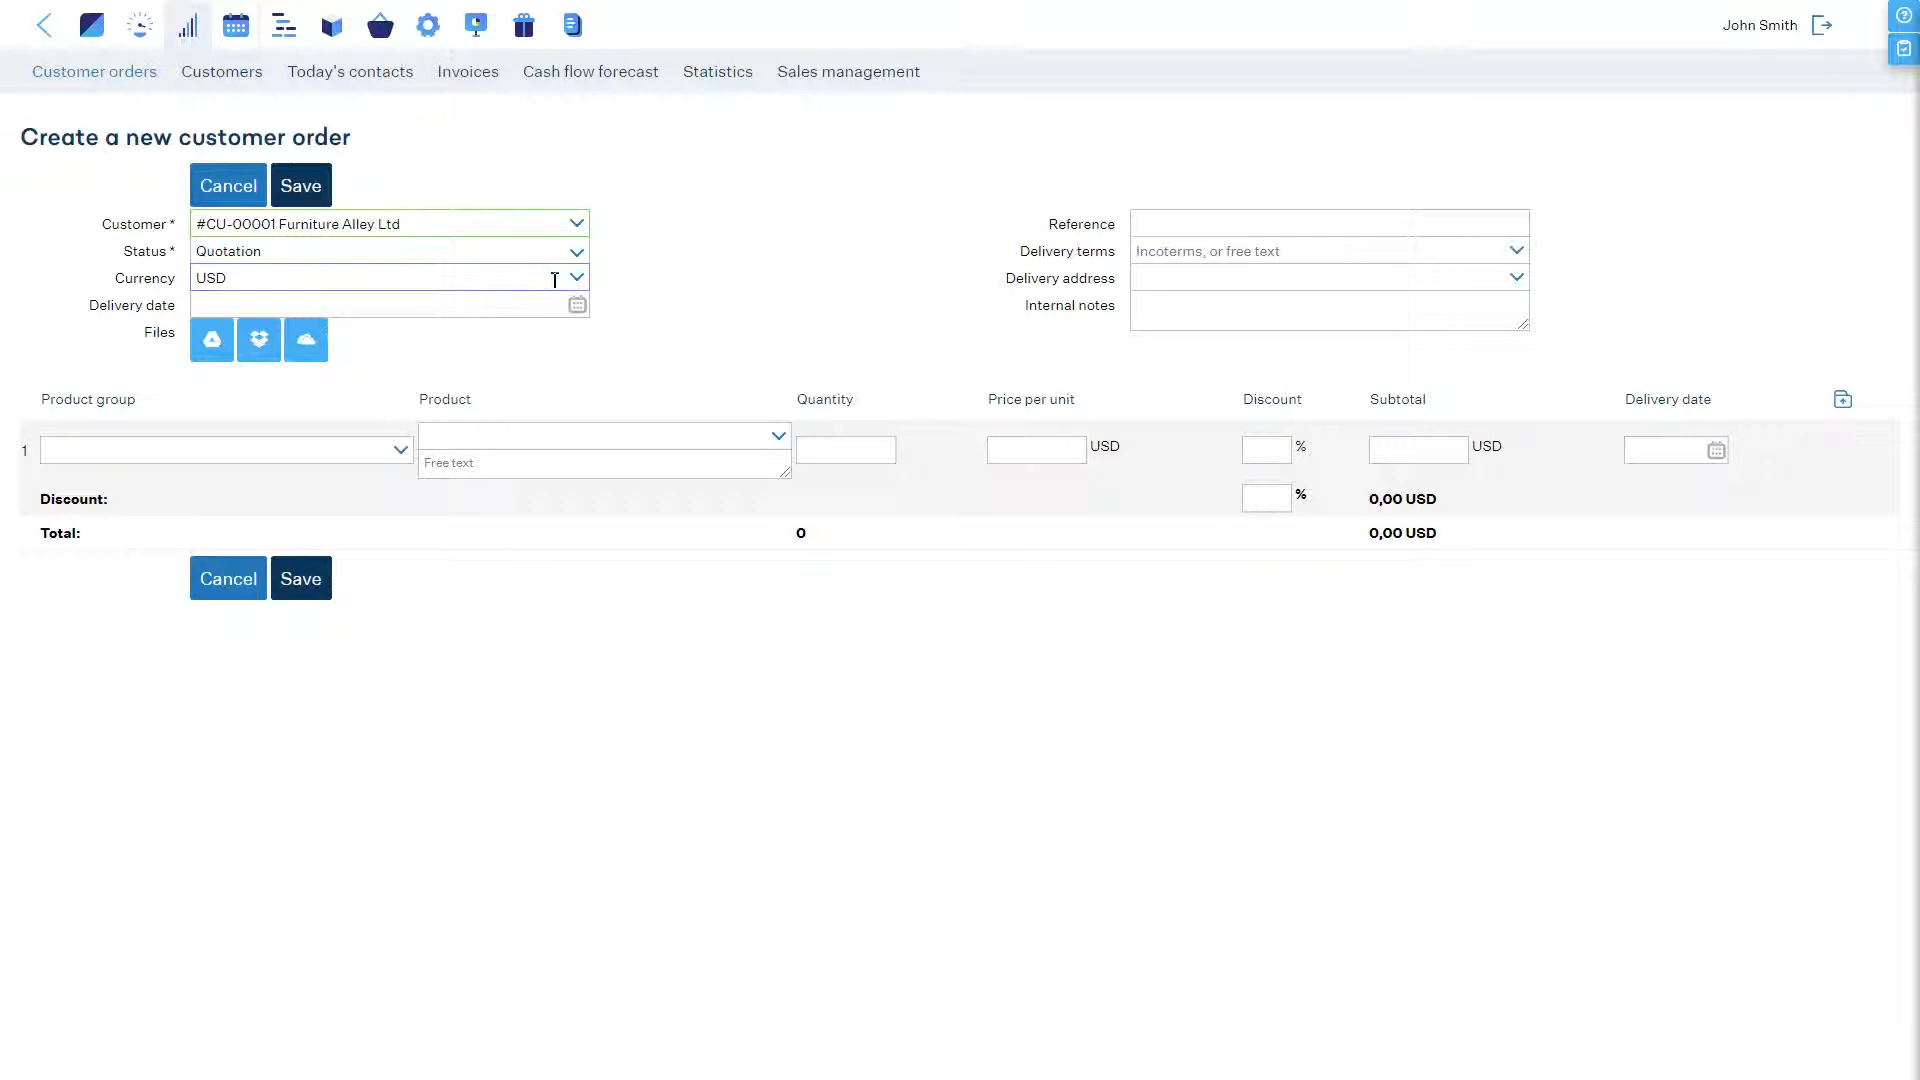 John Smith
Customer orders Customers Today's contacts Invoices Cash flow forecast Statistics Sales management
Create a new customer order
Cancel Save
Customer * #CU-00001 Furniture Alley Ltd Reference
Status * Quotation Delivery terms Incoterms, or free text
Currency USD Delivery address
Delivery date Internal notes
Files
Product group Product Quantity Price per unit Discount Subtotal Delivery date
1 USD % USD
Free text
Discount: % 0,00 USD
Total: 0 0,00 USD
Cancel Save